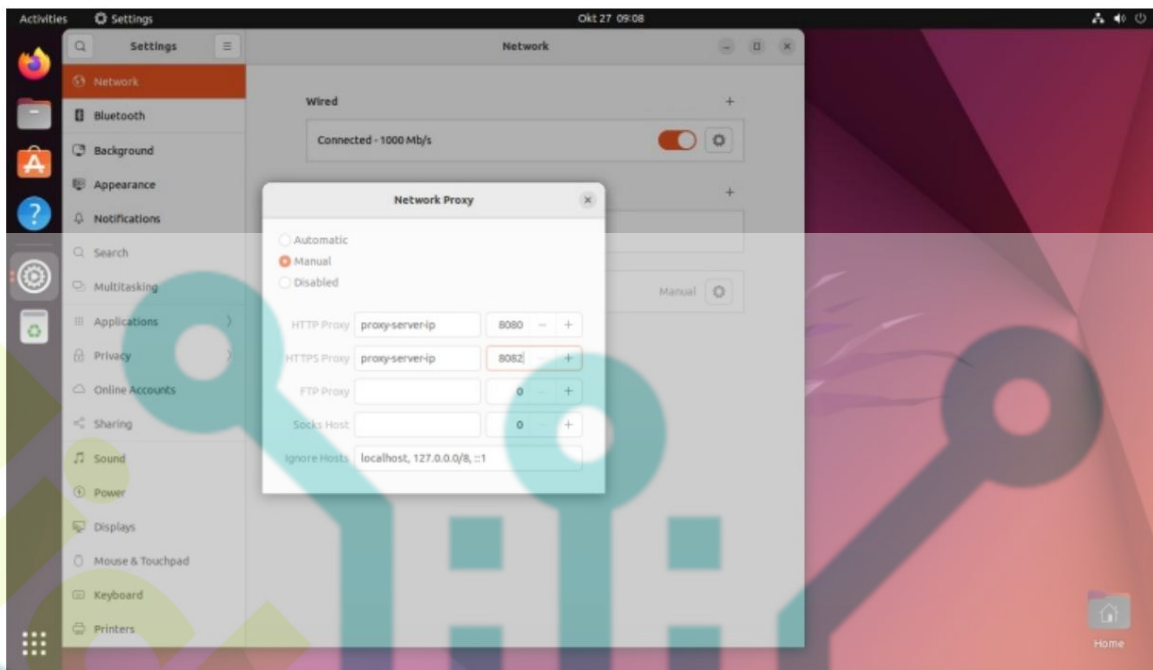 Activities Settings Okt 27 09:08
Settings Network
Network
Bluetooth
Background
Appearance
Notifications
Search
Multitasking
Applications
Privacy
Online Accounts
Sharing
Sound
Power
Displays
Mouse & Touchpad
Keyboard
Printers
Wired
Connected - 1000 Mb/s
Manual
Network Proxy
Automatic
Manual
Disabled
HTTP Proxy proxy-server-ip 8080 − +
HTTPS Proxy proxy-server-ip 8082 − +
FTP Proxy 0 − +
Socks Host 0 − +
Ignore Hosts localhost, 127.0.0.0/8, ::1
Home